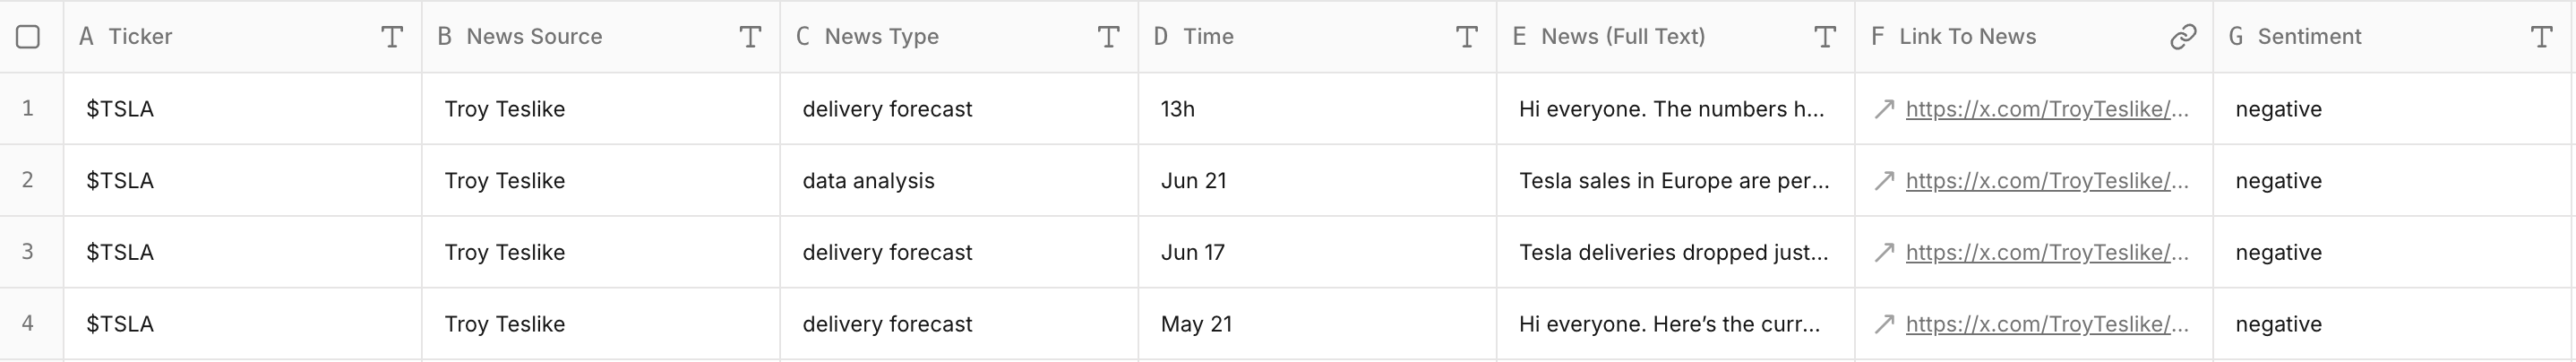 A Ticker B News Source C News Type D Time E News (Full Text) F Link To News G Sentiment
1 $TSLA Troy Teslike delivery forecast 13h Hi everyone. The numbers h... https://x.com/TroyTeslike/... negative
2 $TSLA Troy Teslike data analysis Jun 21 Tesla sales in Europe are per... https://x.com/TroyTeslike/... negative
3 $TSLA Troy Teslike delivery forecast Jun 17 Tesla deliveries dropped just... https://x.com/TroyTeslike/... negative
4 $TSLA Troy Teslike delivery forecast May 21 Hi everyone. Here’s the curr... https://x.com/TroyTeslike/... negative